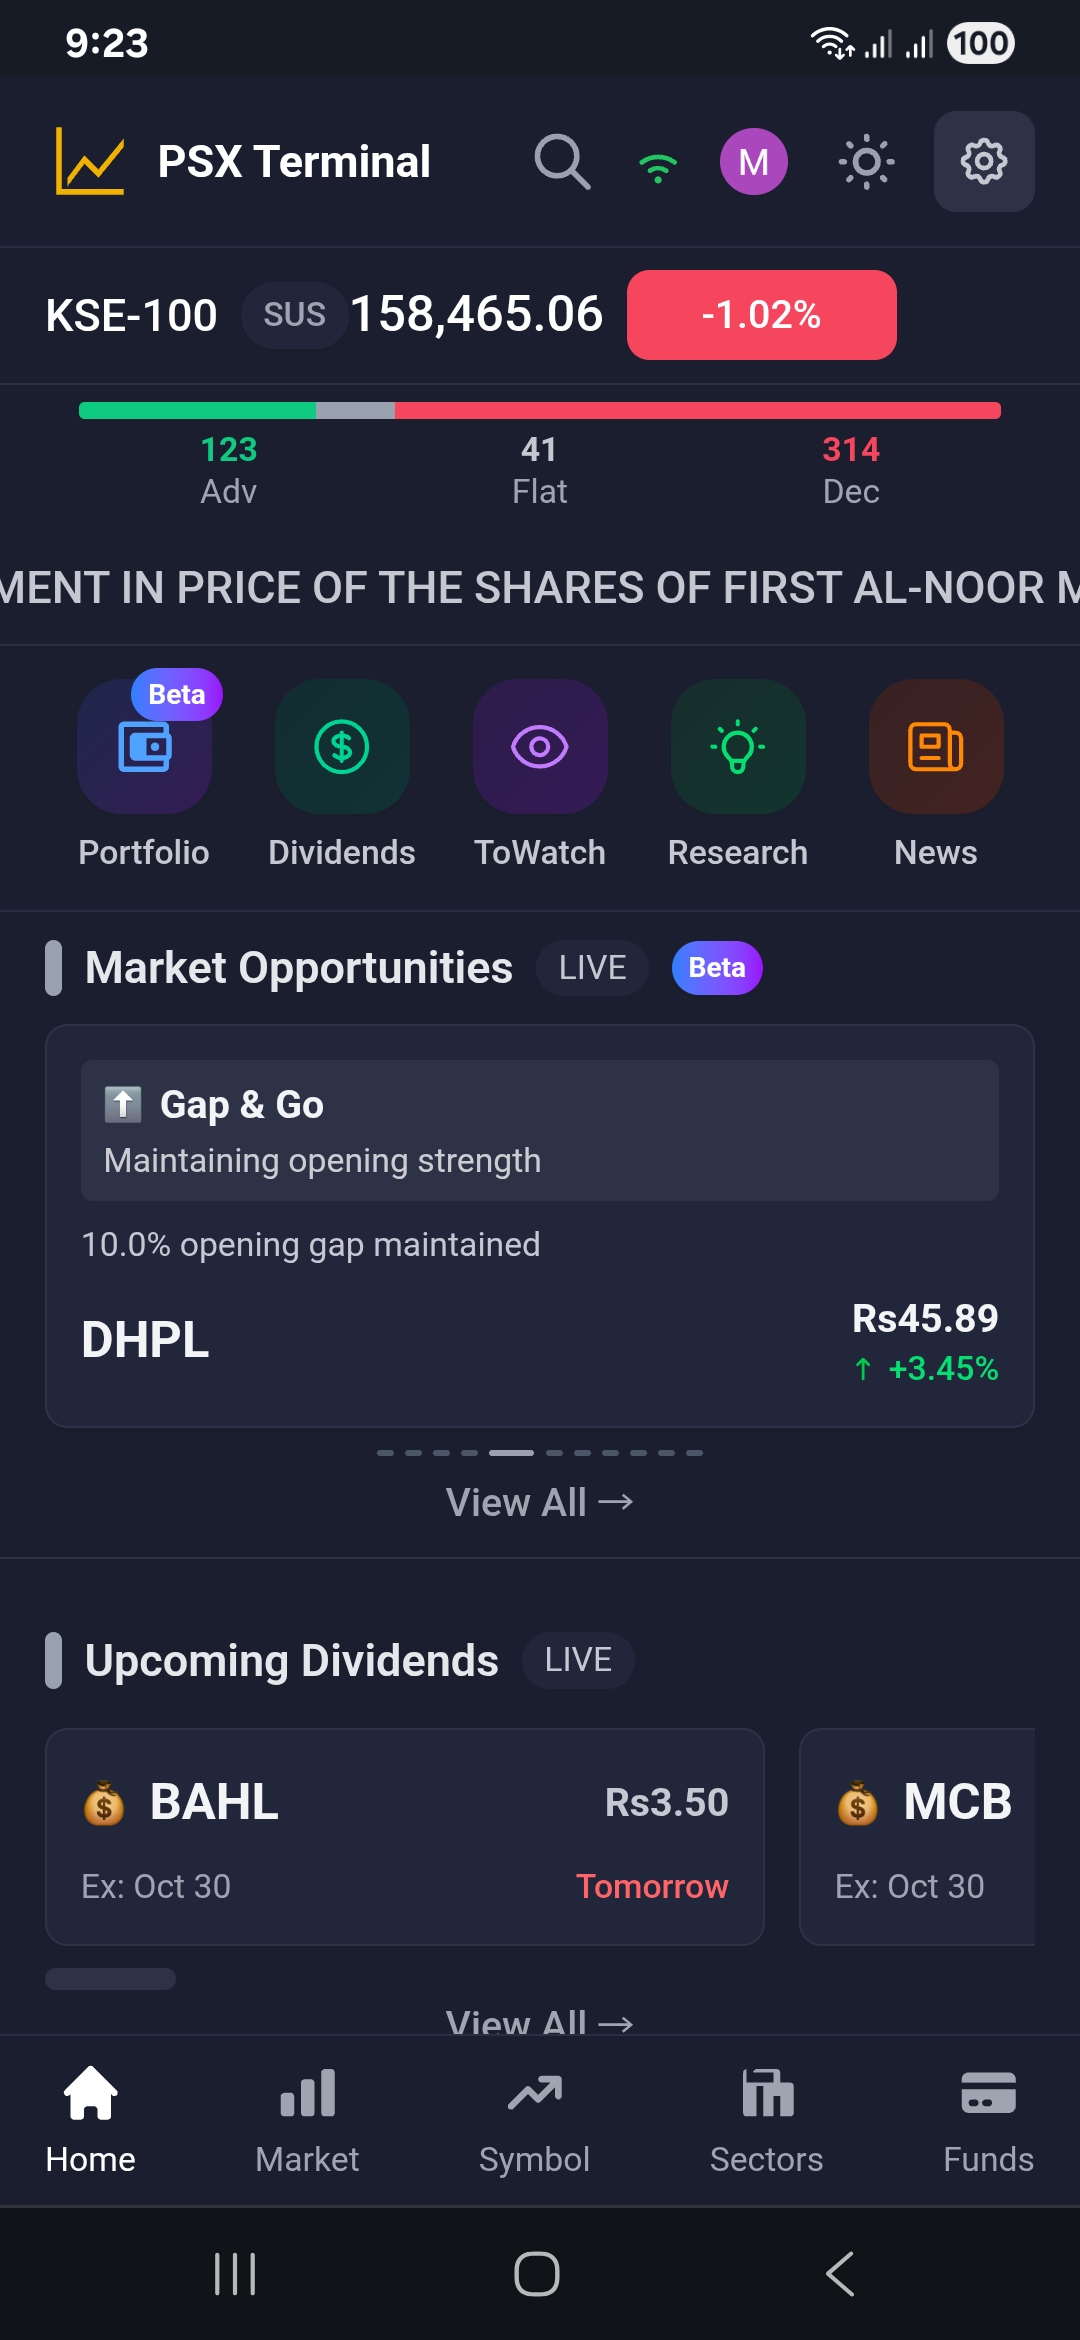 9:23
100
PSX Terminal
M
KSE-100 SUS 158,465.06 -1.02%
123 41 314
Adv Flat Dec
MENT IN PRICE OF THE SHARES OF FIRST AL-NOOR M
Beta
Portfolio Dividends ToWatch Research News
Market Opportunities LIVE Beta
Gap & Go
Maintaining opening strength
10.0% opening gap maintained
DHPL Rs45.89
↑ +3.45%
View All →
Upcoming Dividends LIVE
BAHL Rs3.50 MCB
Ex: Oct 30 Tomorrow Ex: Oct 30
View All →
Home Market Symbol Sectors Funds